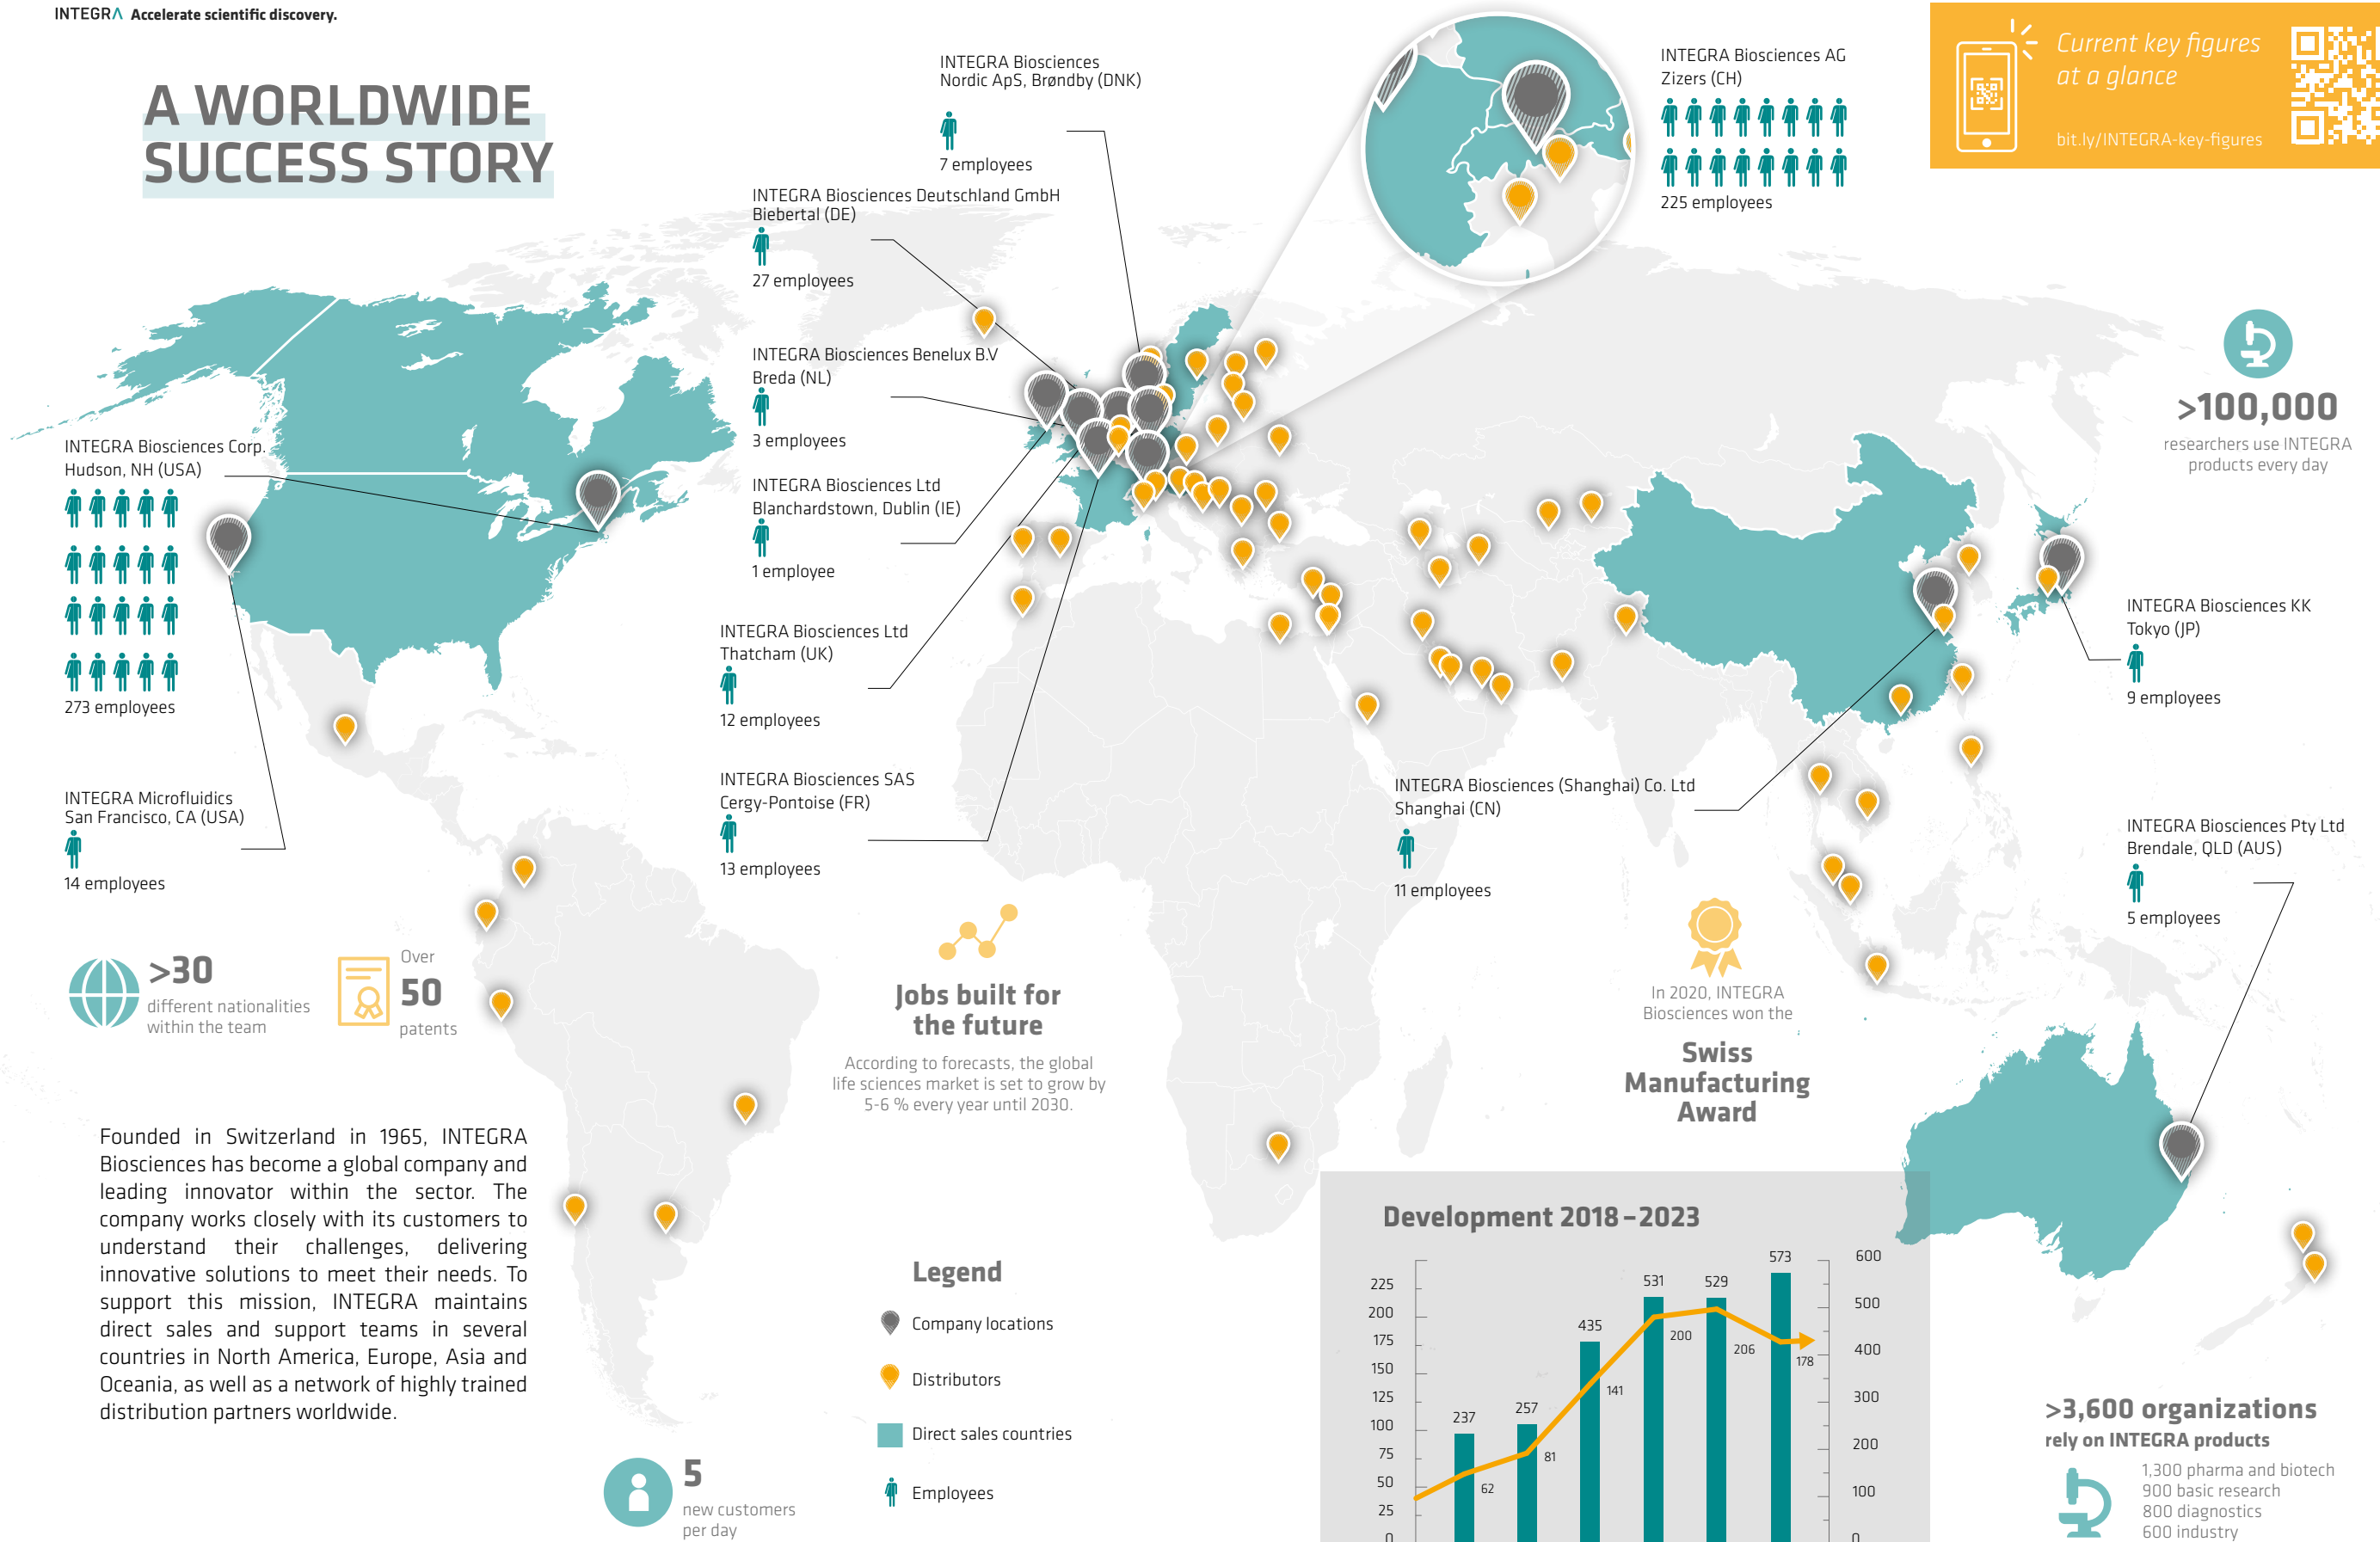 INTEGRA Accelerate scientific discovery.
A WORLDWIDE
SUCCESS STORY
INTEGRA Biosciences
Nordic ApS, Brøndby (DNK)
7 employees
INTEGRA Biosciences AG
Zizers (CH)
225 employees
Current key figures
at a glance
bit.ly/INTEGRA-key-figures
INTEGRA Biosciences Deutschland GmbH
Biebertal (DE)
27 employees
INTEGRA Biosciences Benelux B.V
Breda (NL)
3 employees
INTEGRA Biosciences Ltd
Blanchardstown, Dublin (IE)
1 employee
INTEGRA Biosciences Ltd
Thatcham (UK)
12 employees
INTEGRA Biosciences SAS
Cergy-Pontoise (FR)
13 employees
INTEGRA Biosciences Corp.
Hudson, NH (USA)
273 employees
INTEGRA Microfluidics
San Francisco, CA (USA)
14 employees
>100,000
researchers use INTEGRA
products every day
INTEGRA Biosciences KK
Tokyo (JP)
9 employees
INTEGRA Biosciences (Shanghai) Co. Ltd
Shanghai (CN)
11 employees
INTEGRA Biosciences Pty Ltd
Brendale, QLD (AUS)
5 employees
>30
different nationalities
within the team
Over
50
patents
Jobs built for
the future
According to forecasts, the global
life sciences market is set to grow by
5-6 % every year until 2030.
In 2020, INTEGRA
Biosciences won the
Swiss
Manufacturing
Award
Founded in Switzerland in 1965, INTEGRA
Biosciences has become a global company and
leading innovator within the sector. The
company works closely with its customers to
understand their challenges, delivering
innovative solutions to meet their needs. To
support this mission, INTEGRA maintains
direct sales and support teams in several
countries in North America, Europe, Asia and
Oceania, as well as a network of highly trained
distribution partners worldwide.
5
new customers
per day
Legend
Company locations
Distributors
Direct sales countries
Employees
Development 2018–2023
225
200
175
150
125
100
75
50
25
0
237
257
435
531
529
573
62
81
141
200
206
178
600
500
400
300
200
100
0
>3,600 organizations
rely on INTEGRA products
1,300 pharma and biotech
900 basic research
800 diagnostics
600 industry